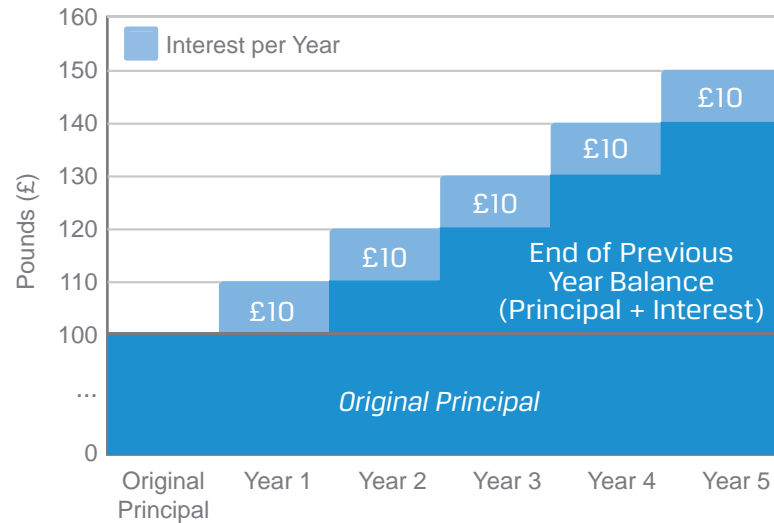 160
Interest per Year
150
£10
140
£10
130
£10
120
£10
End of Previous
Year Balance
(Principal + Interest)
110
£10
100
Pounds (£)
...
Original Principal
0
Original
Principal
Year 1
Year 2
Year 3
Year 4
Year 5